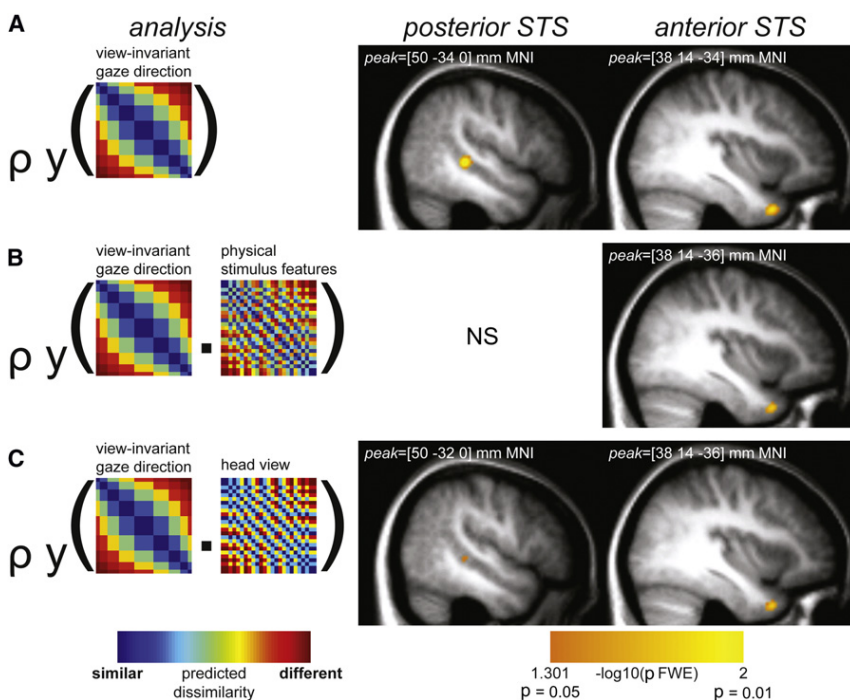 A
analysis
posterior STS
anterior STS
view-invariant
gaze direction
ρ y ( )
peak=[50 -34 0] mm MNI
peak=[38 14 -34] mm MNI
B
view-invariant
gaze direction
physical
stimulus features
ρ y ( . )
NS
peak=[38 14 -36] mm MNI
C
view-invariant
gaze direction
head view
ρ y ( . )
peak=[50 -32 0] mm MNI
peak=[38 14 -36] mm MNI
similar
predicted
dissimilarity
different
1.301 -log10(p FWE) 2
p = 0.05 p = 0.01